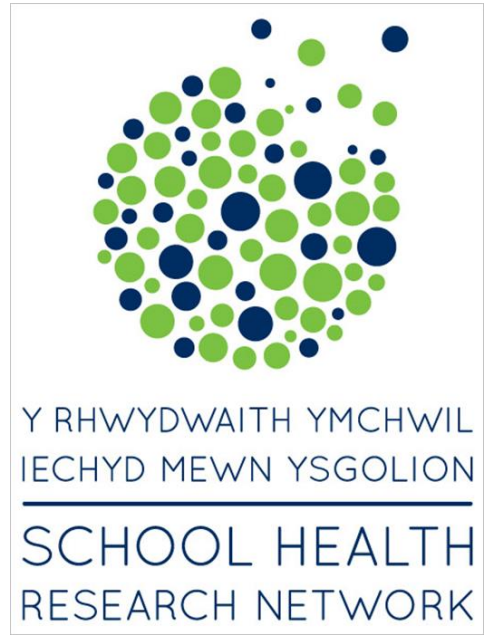 Y RHWYDWAITH YMCHWIL
IECHYD MEWN YSGOLION
SCHOOL HEALTH
RESEARCH NETWORK